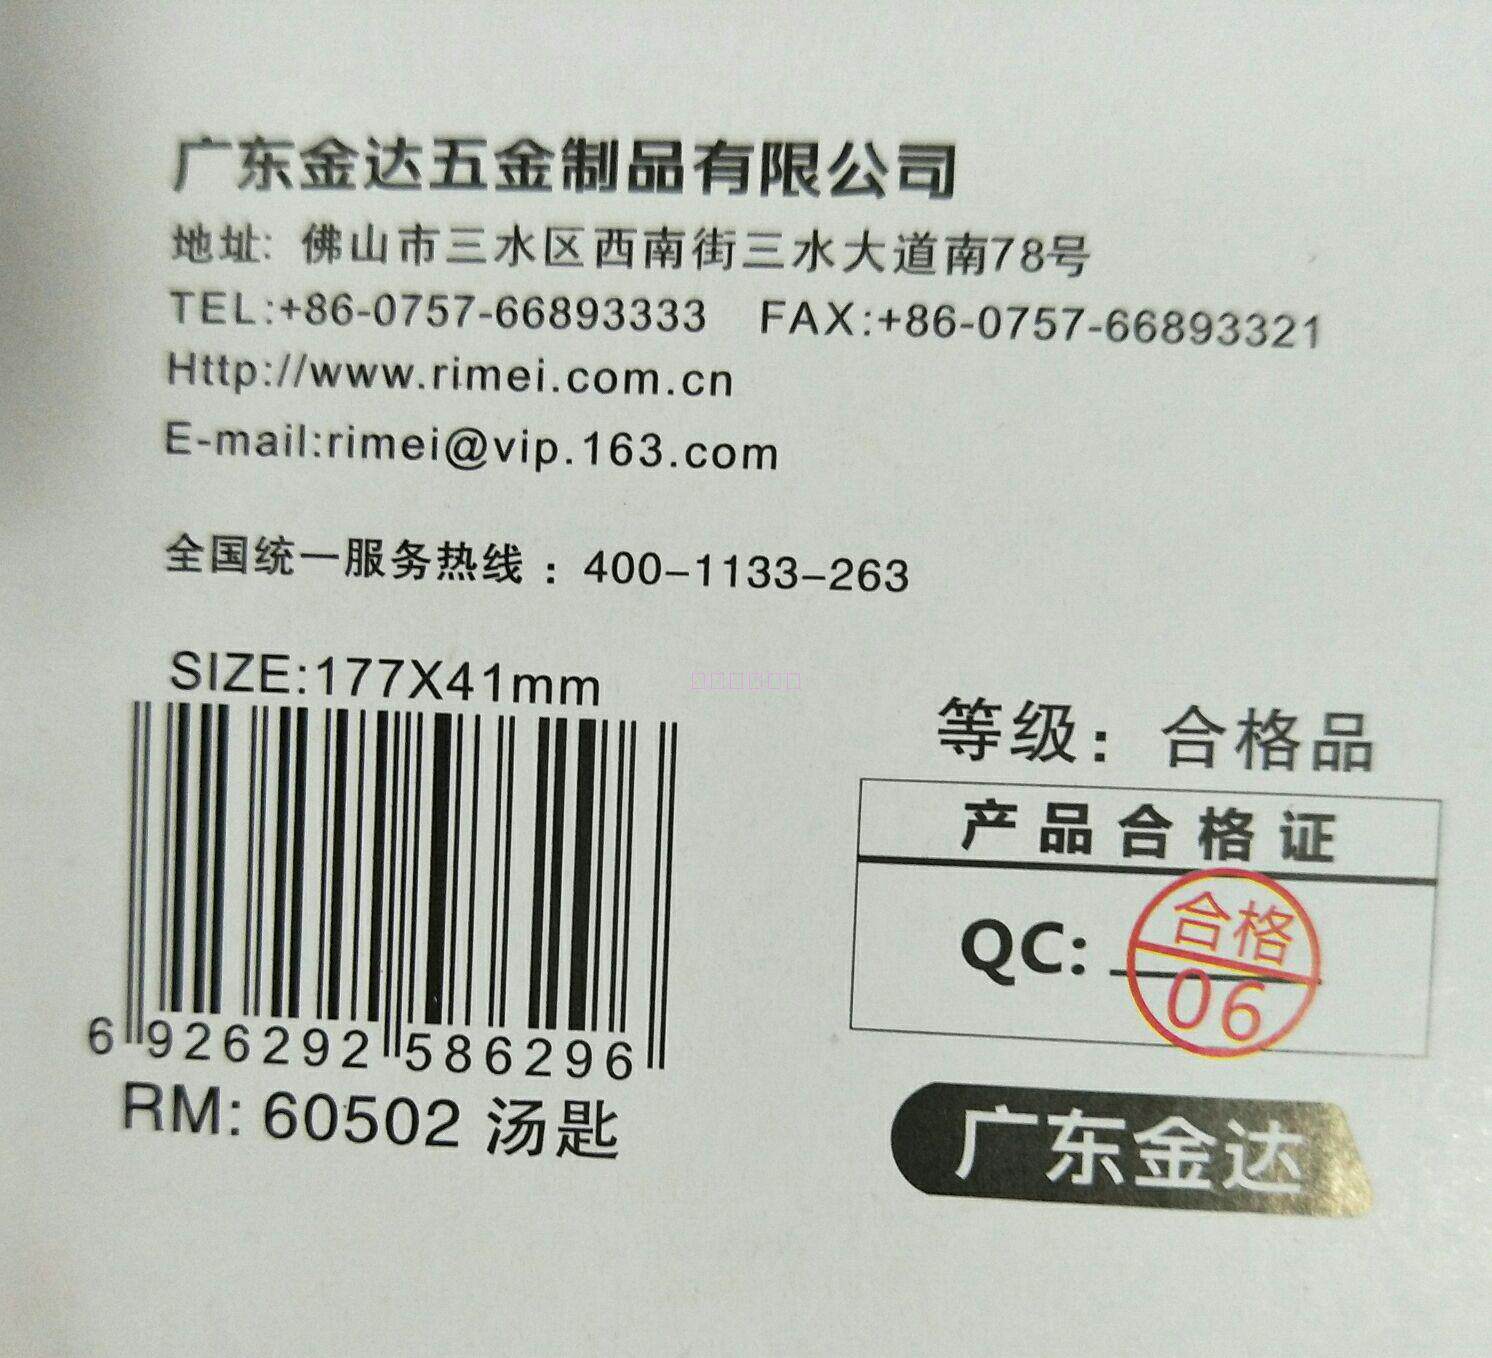 广东金达五金制品有限公司
地址: 佛山市三水区西南街三水大道南78号
TEL:+86-0757-66893333 FAX:+86-0757-66893321
Http://www.rimei.com.cn
E-mail:rimei@vip.163.com
全国统一服务热线：400-1133-263
SIZE:177X41mm
6 926292 586296
RM: 60502 汤匙
等级：合格品
产品合格证
QC:
合格
06
广东金达